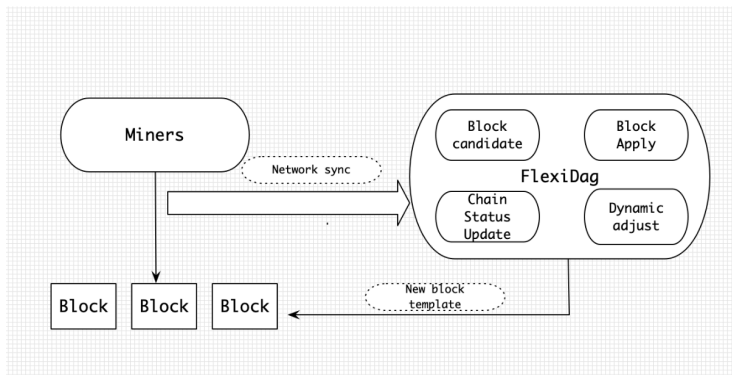 Miners
Block
candidate
Block
Apply
Network sync
FlexiDag
Chain
Status
Update
Dynamic
adjust
Block
Block
Block
New block
template